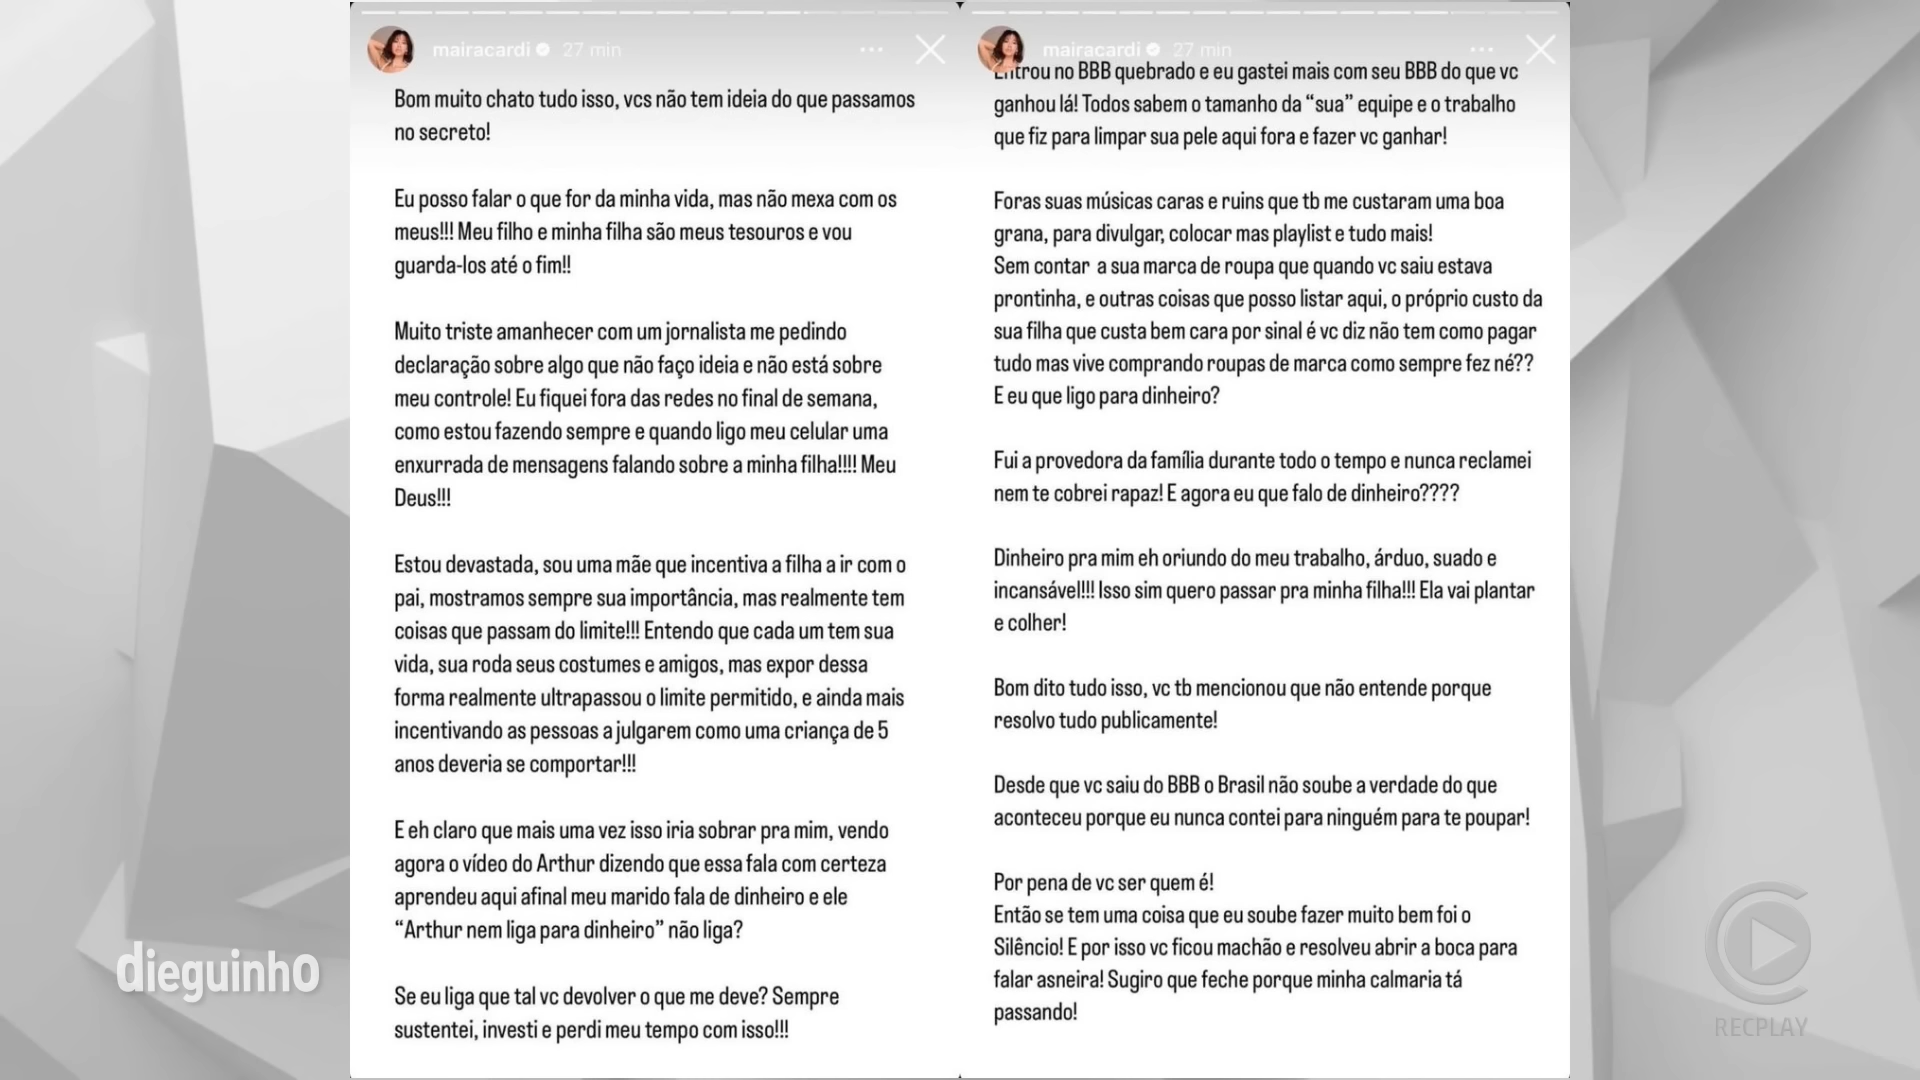 mairacardi 27 min
Bom muito chato tudo isso, vcs não tem ideia do que passamos
no secreto!
Eu posso falar o que for da minha vida, mas não mexa com os
meus!!! Meu filho e minha filha são meus tesouros e vou
guarda-los até o fim!!
Muito triste amanhecer com um jornalista me pedindo
declaração sobre algo que não faço ideia e não está sobre
meu controle! Eu fiquei fora das redes no final de semana,
como estou fazendo sempre e quando ligo meu celular uma
enxurrada de mensagens falando sobre a minha filha!!!! Meu
Deus!!!
Estou devastada, sou uma mãe que incentiva a filha a ir com o
pai, mostramos sempre sua importância, mas realmente tem
coisas que passam do limite!!! Entendo que cada um tem sua
vida, sua roda seus costumes e amigos, mas expor dessa
forma realmente ultrapassou o limite permitido, e ainda mais
incentivando as pessoas a julgarem como uma criança de 5
anos deveria se comportar!!!
E eh claro que mais uma vez isso iria sobrar pra mim, vendo
agora o vídeo do Arthur dizendo que essa fala com certeza
aprendeu aqui afinal meu marido fala de dinheiro e ele
“Arthur nem liga para dinheiro” não liga?
Se eu liga que tal vc devolver o que me deve? Sempre
sustentei, investi e perdi meu tempo com isso!!!
mairacardi 27 min
Entrou no BBB quebrado e eu gastei mais com seu BBB do que vc
ganhou lá! Todos sabem o tamanho da “sua” equipe e o trabalho
que fiz para limpar sua pele aqui fora e fazer vc ganhar!
Foras suas músicas caras e ruins que tb me custaram uma boa
grana, para divulgar, colocar mas playlist e tudo mais!
Sem contar a sua marca de roupa que quando vc saiu estava
prontinha, e outras coisas que posso listar aqui, o próprio custo da
sua filha que custa bem cara por sinal é vc diz não tem como pagar
tudo mas vive comprando roupas de marca como sempre fez né??
E eu que ligo para dinheiro?
Fui a provedora da família durante todo o tempo e nunca reclamei
nem te cobrei rapaz! E agora eu que falo de dinheiro????
Dinheiro pra mim eh oriundo do meu trabalho, árduo, suado e
incansável!!!! Isso sim quero passar pra minha filha!!! Ela vai plantar
e colher!
Bom dito tudo isso, vc tb mencionou que não entende porque
resolvo tudo publicamente!
Desde que vc saiu do BBB o Brasil não soube a verdade do que
aconteceu porque eu nunca contei para ninguém para te poupar!
Por pena de vc ser quem é!
Então se tem uma coisa que eu soube fazer muito bem foi o
Silêncio! E por isso vc ficou machão e resolveu abrir a boca para
falar asneira! Sugiro que feche porque minha calmaria tá
passando!
dieguinho
RECPLAY